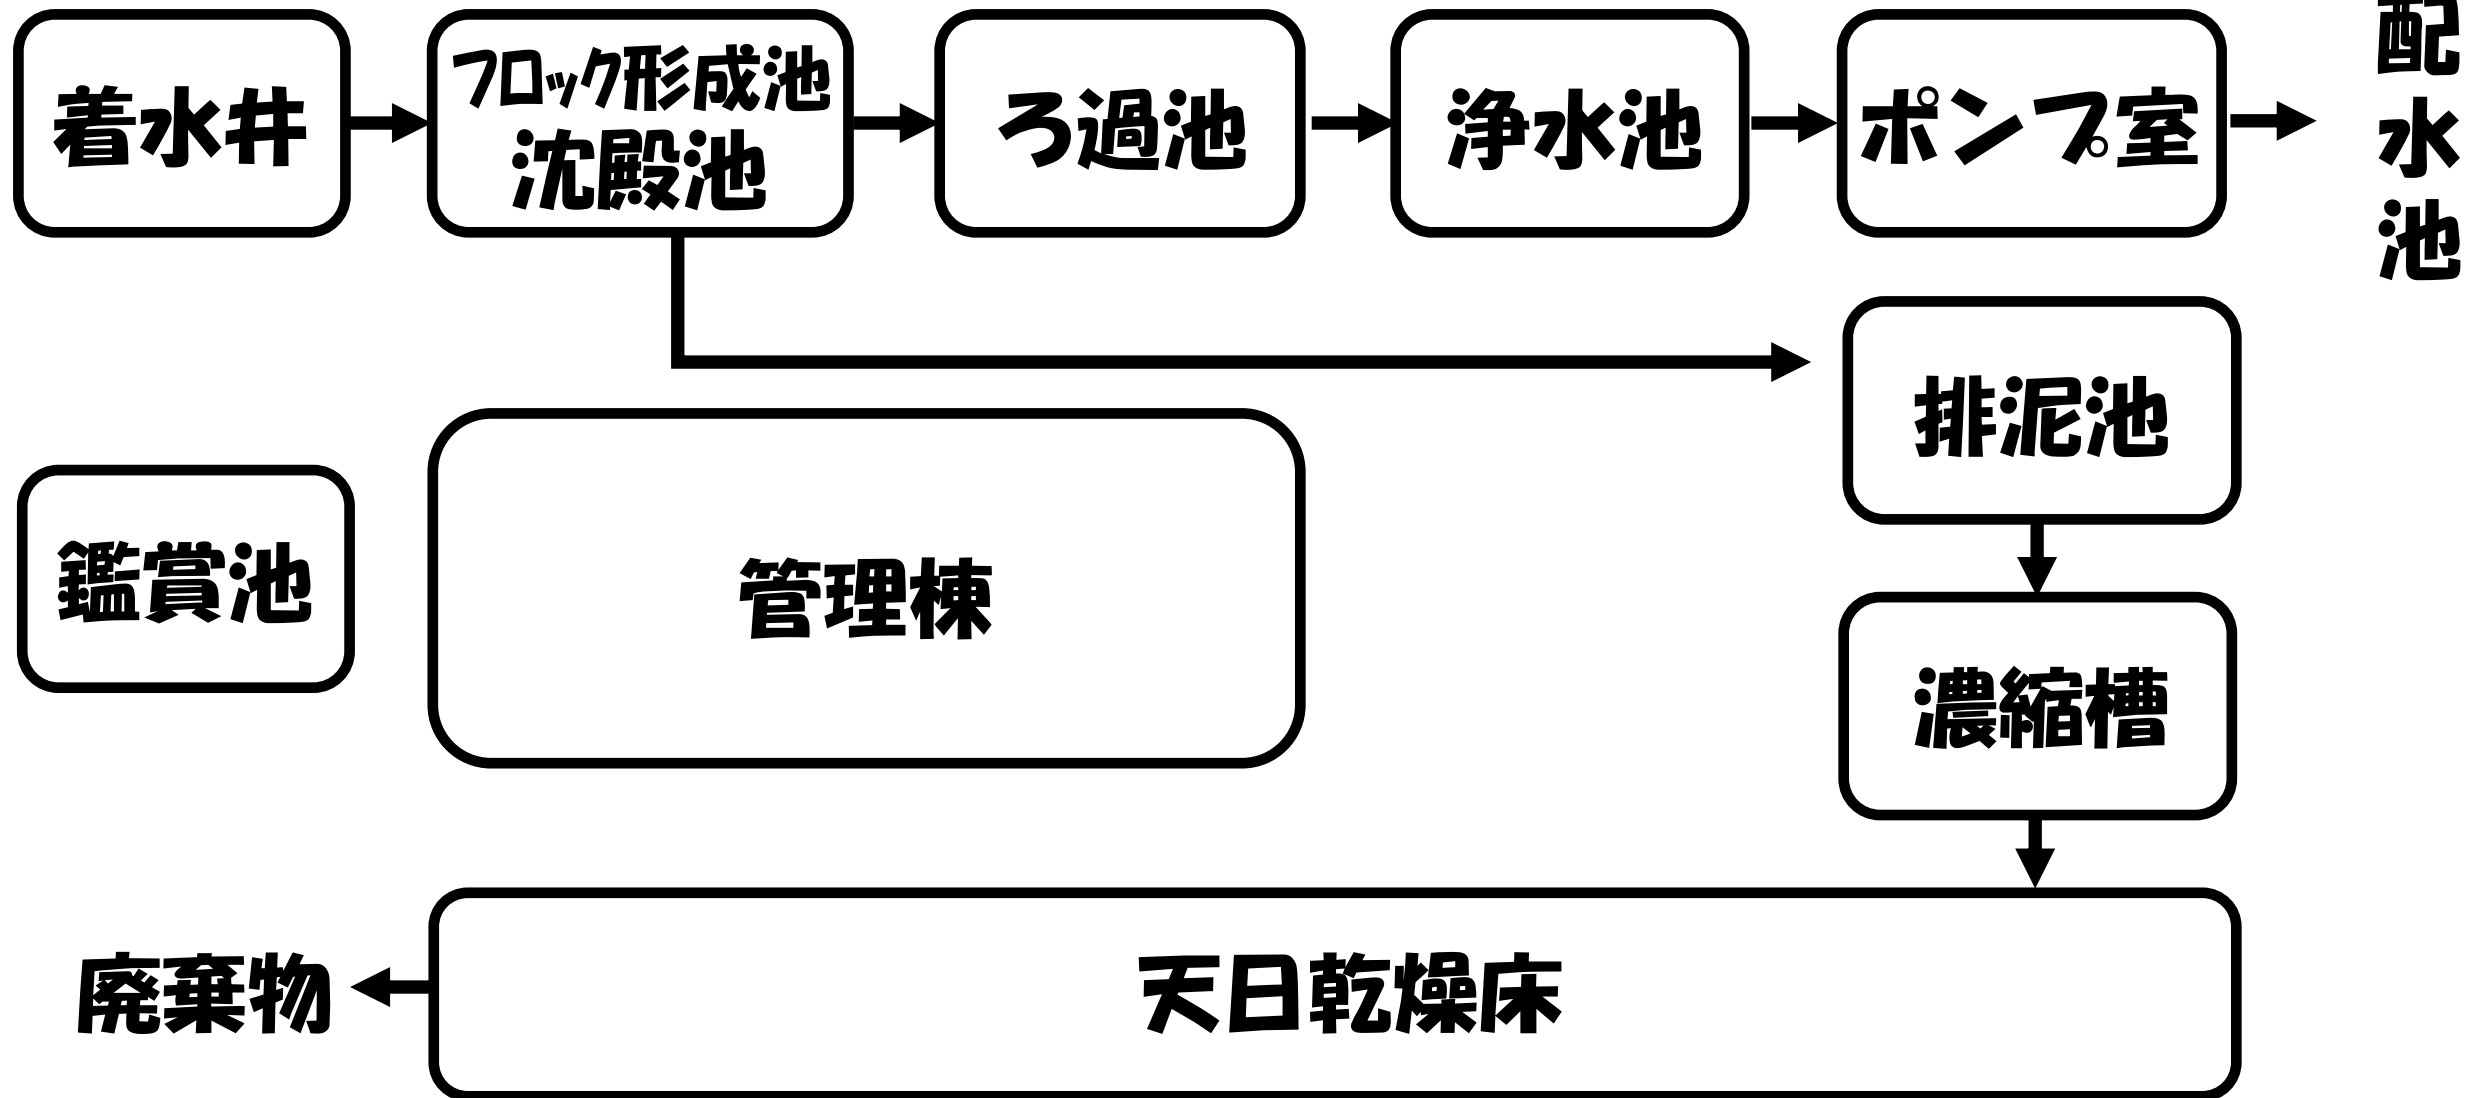 着水井
フロック形成池
沈殿池
ろ過池
浄水池
ポンプ室
配
水
池
排泥池
鑑賞池
管理棟
濃縮槽
天日乾燥床
廃棄物